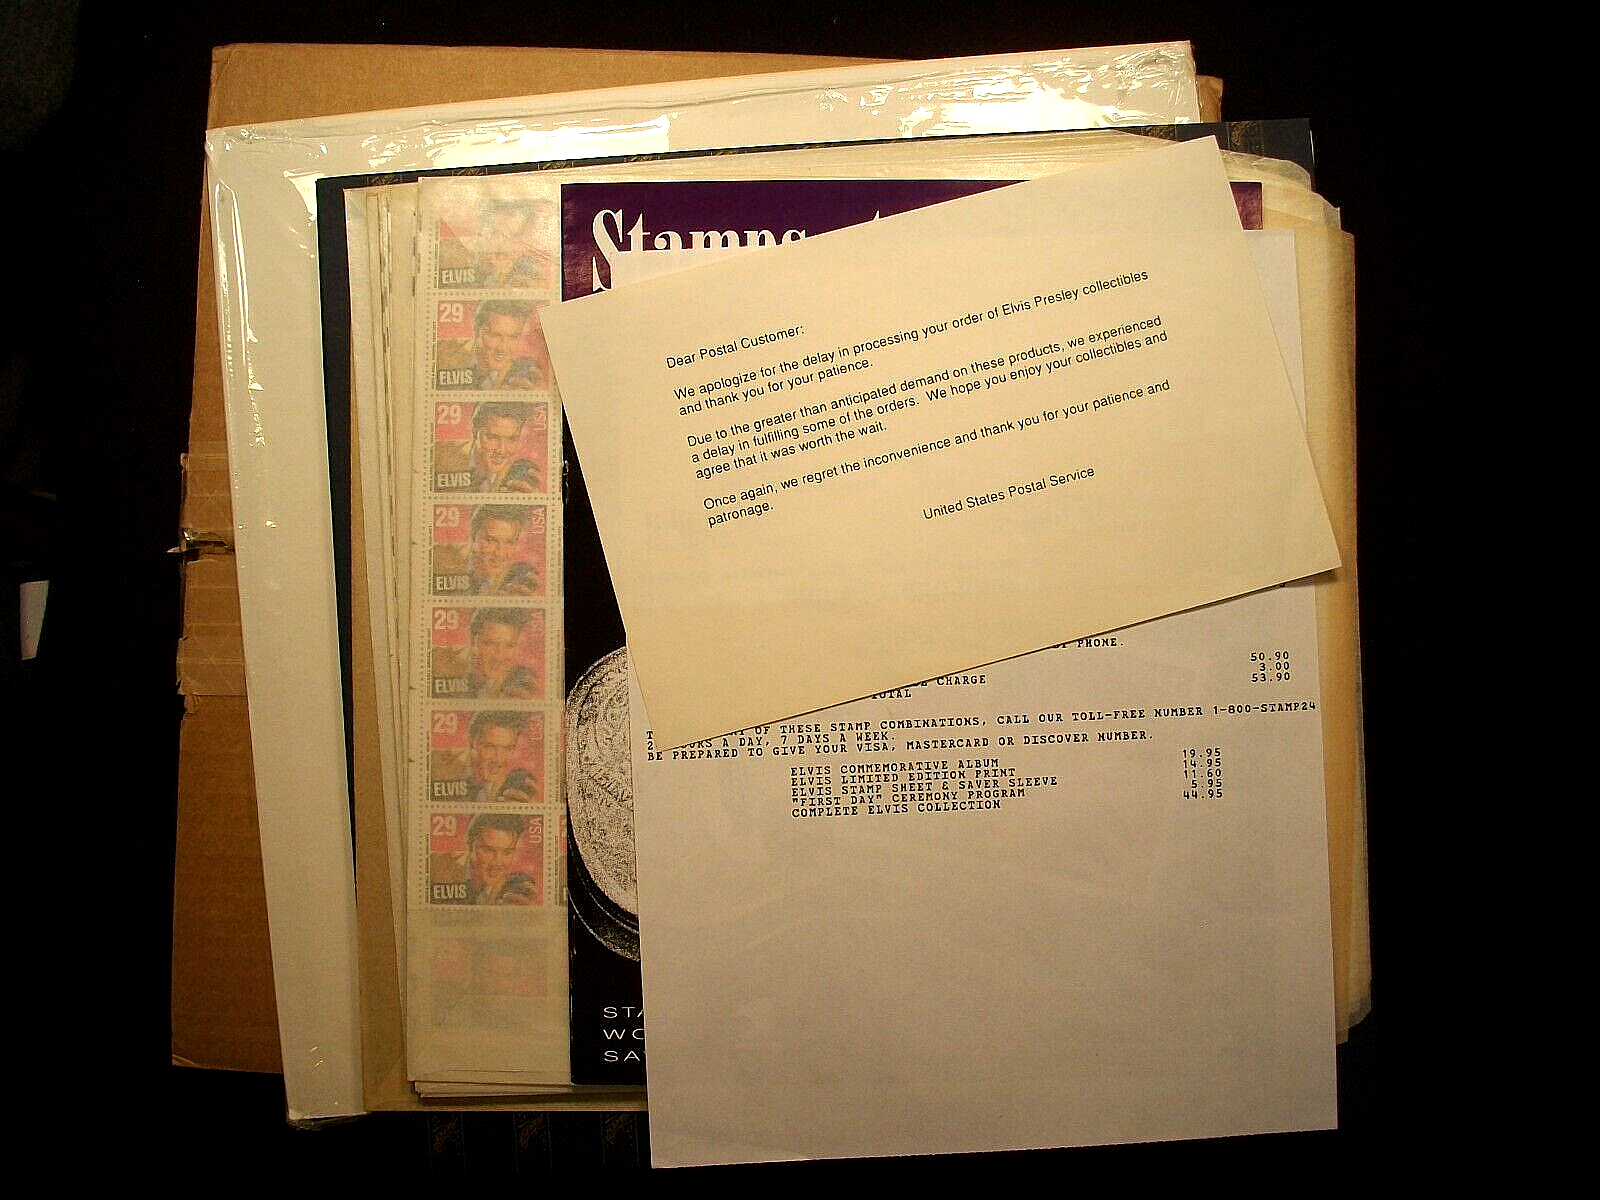 Stamps
ELVIS
29
ELVIS
29 USA
ELVIS
29 USA
ELVIS
29 USA
ELVIS
29 USA
ELVIS
29 USA
ELVIS
Dear Postal Customer:
We apologize for the delay in processing your order of Elvis Presley collectibles
and thank you for your patience.
Due to the greater than anticipated demand on these products, we experienced
a delay in fulfilling some of the orders. We hope you enjoy your collectibles and
agree that it was worth the wait.
Once again, we regret the inconvenience and thank you for your patience and
patronage.
United States Postal Service
PHONE.
50.90
3.00
CHARGE 53.90
TOTAL
OF THESE STAMP COMBINATIONS, CALL OUR TOLL-FREE NUMBER 1-800-STAMP24
A DAY, 7 DAYS A WEEK.
BE PREPARED TO GIVE YOUR VISA, MASTERCARD OR DISCOVER NUMBER.
ELVIS COMMEMORATIVE ALBUM 19.95
ELVIS LIMITED EDITION PRINT 14.95
ELVIS STAMP SHEET & SAVER SLEEVE 11.60
"FIRST DAY" CEREMONY PROGRAM 5.95
COMPLETE ELVIS COLLECTION 44.95
STA
WO
SA